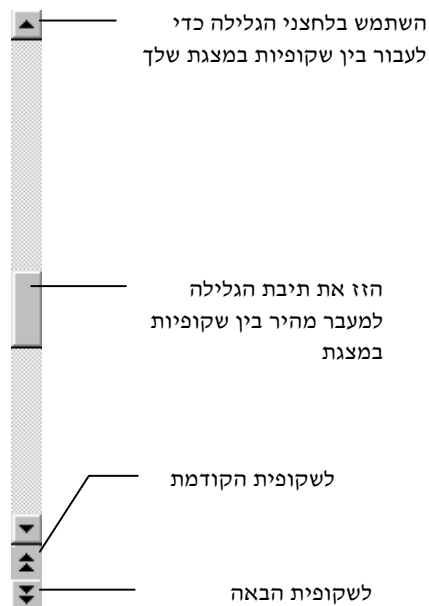 השתמש בלחצני הגלילה כדי
לעבור בין שקופיות במצגת שלך
הזז את תיבת הגלילה
למעבר מהיר בין שקופיות
במצגת
לשקופית הקודמת
לשקופית הבאה